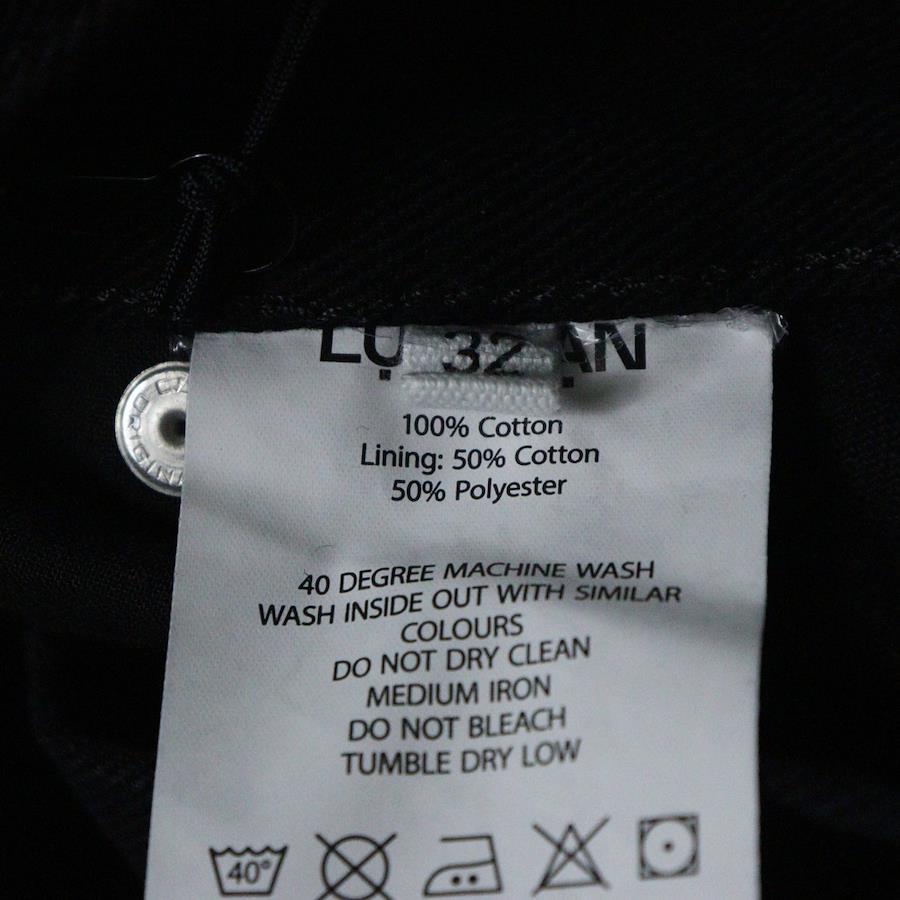 32
100% Cotton
Lining: 50% Cotton
50% Polyester
40 DEGREE MACHINE WASH
WASH INSIDE OUT WITH SIMILAR
COLOURS
DO NOT DRY CLEAN
MEDIUM IRON
DO NOT BLEACH
TUMBLE DRY LOW
40°